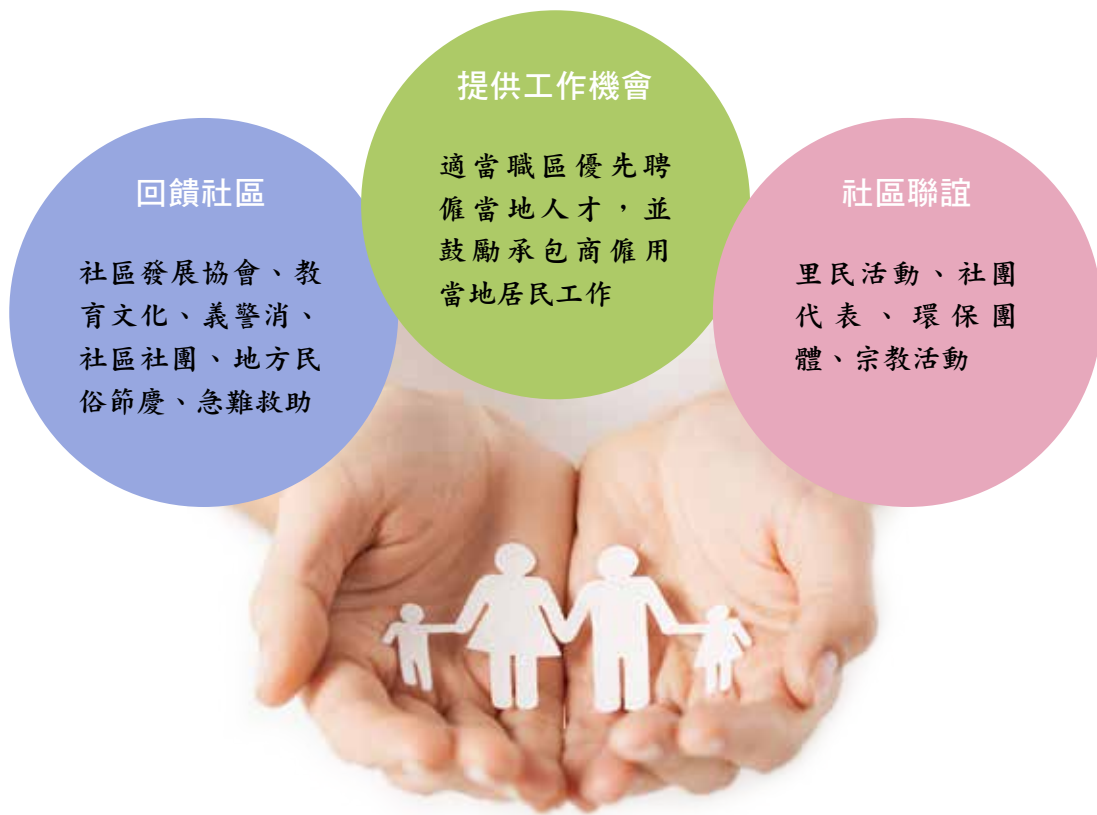 回饋社區
社區發展協會、教
育文化、義警消、
社區社團、地方民
俗節慶、急難救助
提供工作機會
適當職區優先聘
僱當地人才，並
鼓勵承包商僱用
當地居民工作
社區聯誼
里民活動、社團
代表、環保團
體、宗教活動